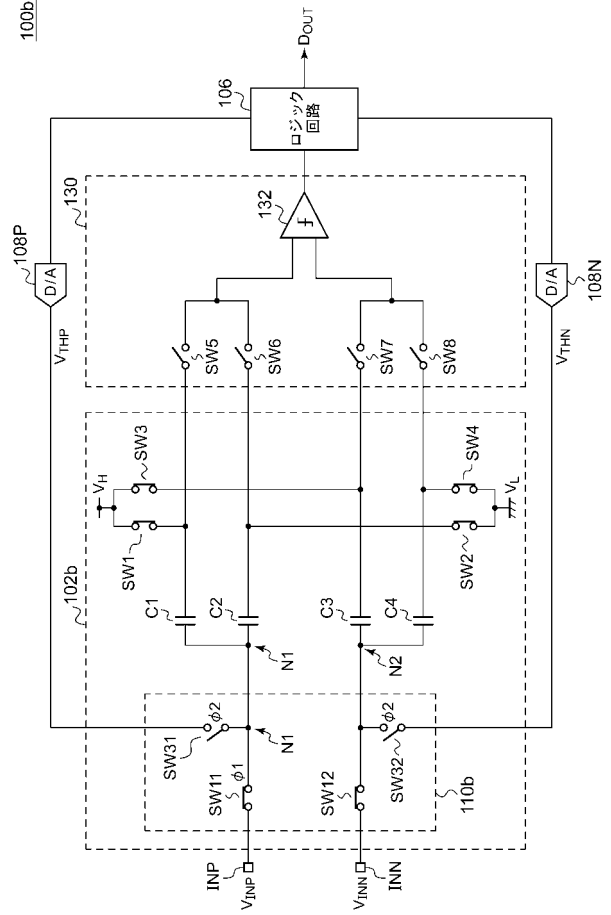 100b
108P
D/A
V_THP
130
106
ロジック
回路
D_OUT
132
SW5
SW6
SW7
SW8
108N
D/A
V_THN
102b
V_H
SW3
SW1
SW4
SW2
V_L
C1
C2
C3
C4
N1
N2
SW31
φ2
N1
SW11
φ1
SW12
φ2
SW32
110b
INP
V_INP
INN
V_INN